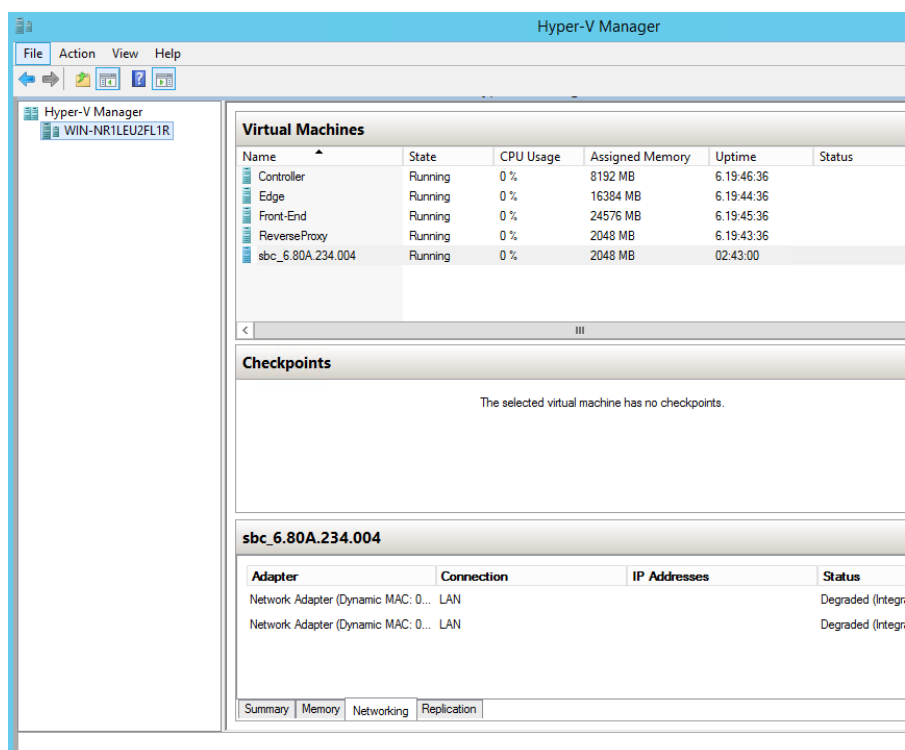 Hyper-V Manager
File Action View Help
Hyper-V Manager
WIN-NR1LEU2FL1R
Virtual Machines
Name State CPU Usage Assigned Memory Uptime Status
Controller Running 0 % 8192 MB 6.19:46:36
Edge Running 0 % 16384 MB 6.19:44:36
Front-End Running 0 % 24576 MB 6.19:45:36
ReverseProxy Running 0 % 2048 MB 6.19:43:36
sbc_6.80A.234.004 Running 0 % 2048 MB 02:43:00
Checkpoints
The selected virtual machine has no checkpoints.
sbc_6.80A.234.004
Adapter Connection IP Addresses Status
Network Adapter (Dynamic MAC: 0... LAN Degraded (Integra
Network Adapter (Dynamic MAC: 0... LAN Degraded (Integra
Summary Memory Networking Replication